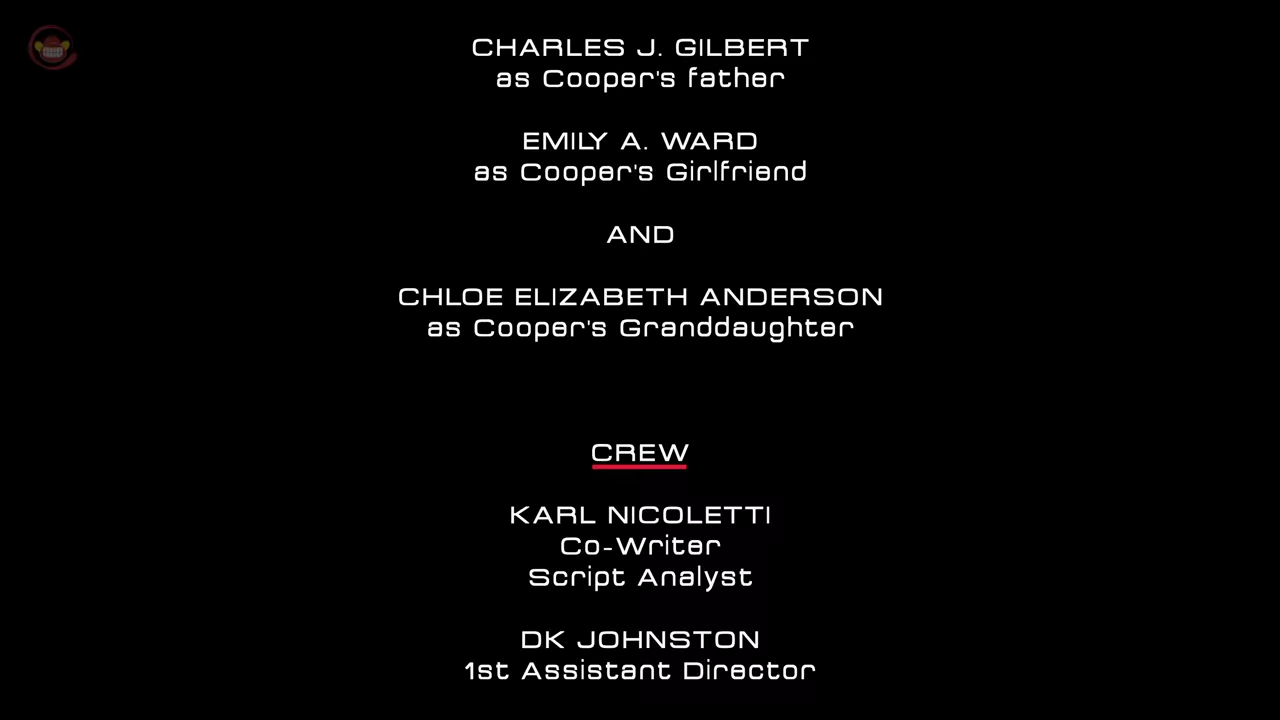 CHARLES J. GILBERT
as Cooper's father
EMILY A. WARD
as Cooper's Girlfriend
AND
CHLOE ELIZABETH ANDERSON
as Cooper's Granddaughter
CREW
KARL NICOLETTI
Co-Writer
Script Analyst
DK JOHNSTON
1st Assistant Director